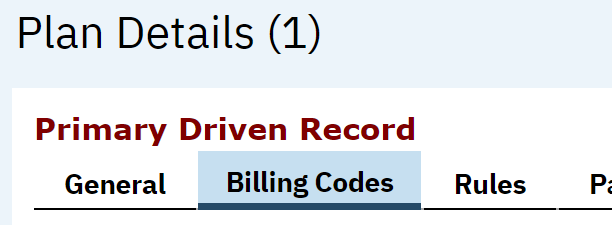 Plan Details (1)
Primary Driven Record
General Billing Codes Rules